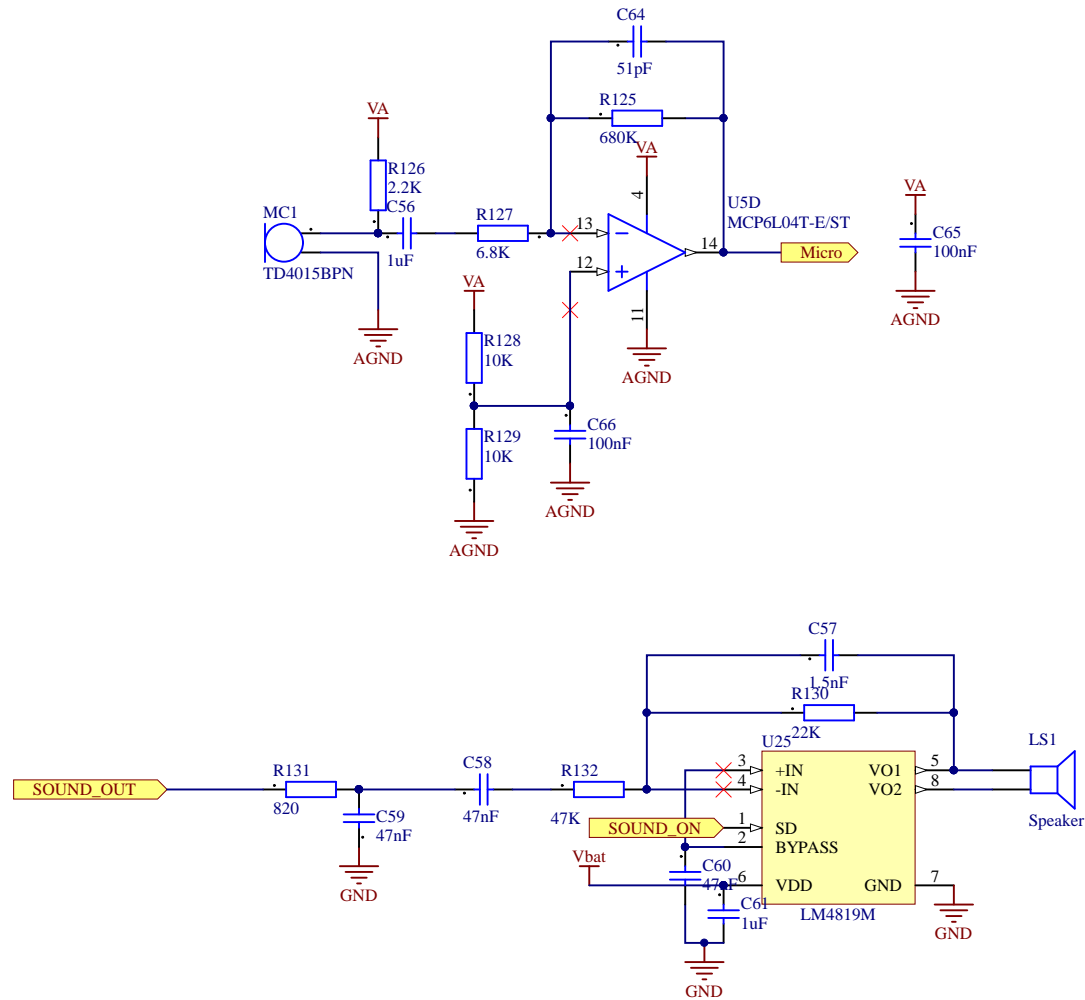 C64
51pF
R125
680K
VA
VA
R126
2.2K
C56
1uF
MC1
TD4015BPN
AGND
R127
6.8K
13
12
4
11
14
U5D
MCP6L04T-E/ST
Micro
AGND
VA
C65
100nF
AGND
VA
R128
10K
R129
10K
C66
100nF
AGND
AGND
C57
1.5nF
R130
22K
U25
LS1
Speaker
SOUND_OUT
R131
820
C59
47nF
GND
C58
47nF
R132
47K
3
4
1
2
6
5
8
7
+IN
-IN
SD
BYPASS
VDD
VO1
VO2
GND
LM4819M
SOUND_ON
Vbat
C60
47nF
C61
1uF
GND
GND